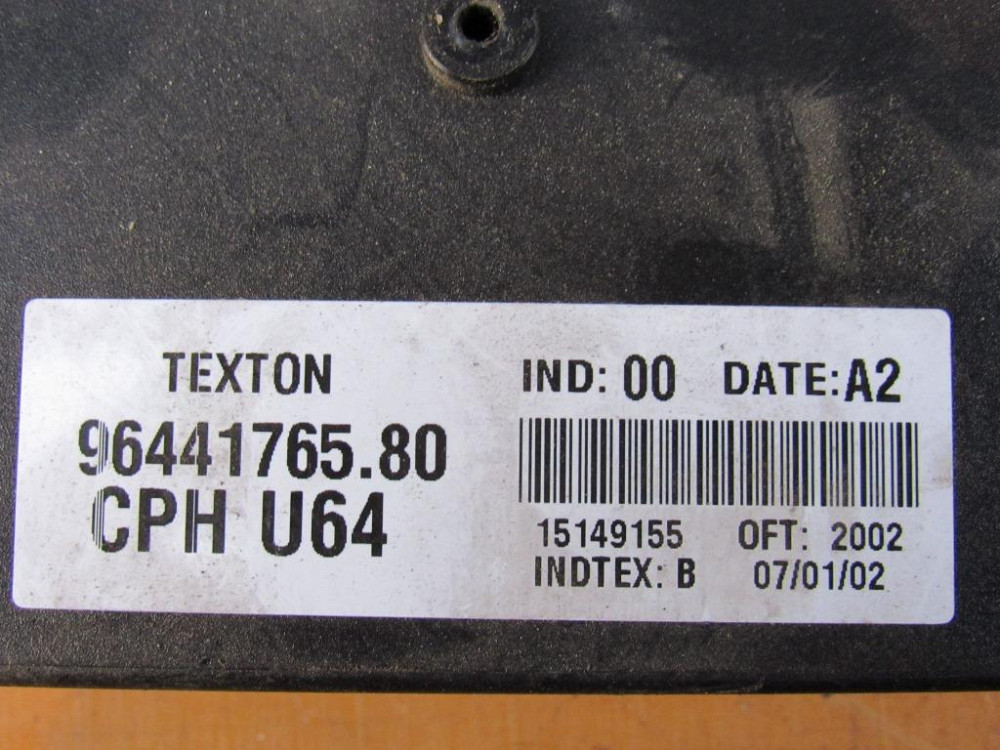 TEXTON
96441765.80
CPH U64
IND: 00 DATE:A2
15149155 OFT: 2002
INDTEX: B 07/01/02